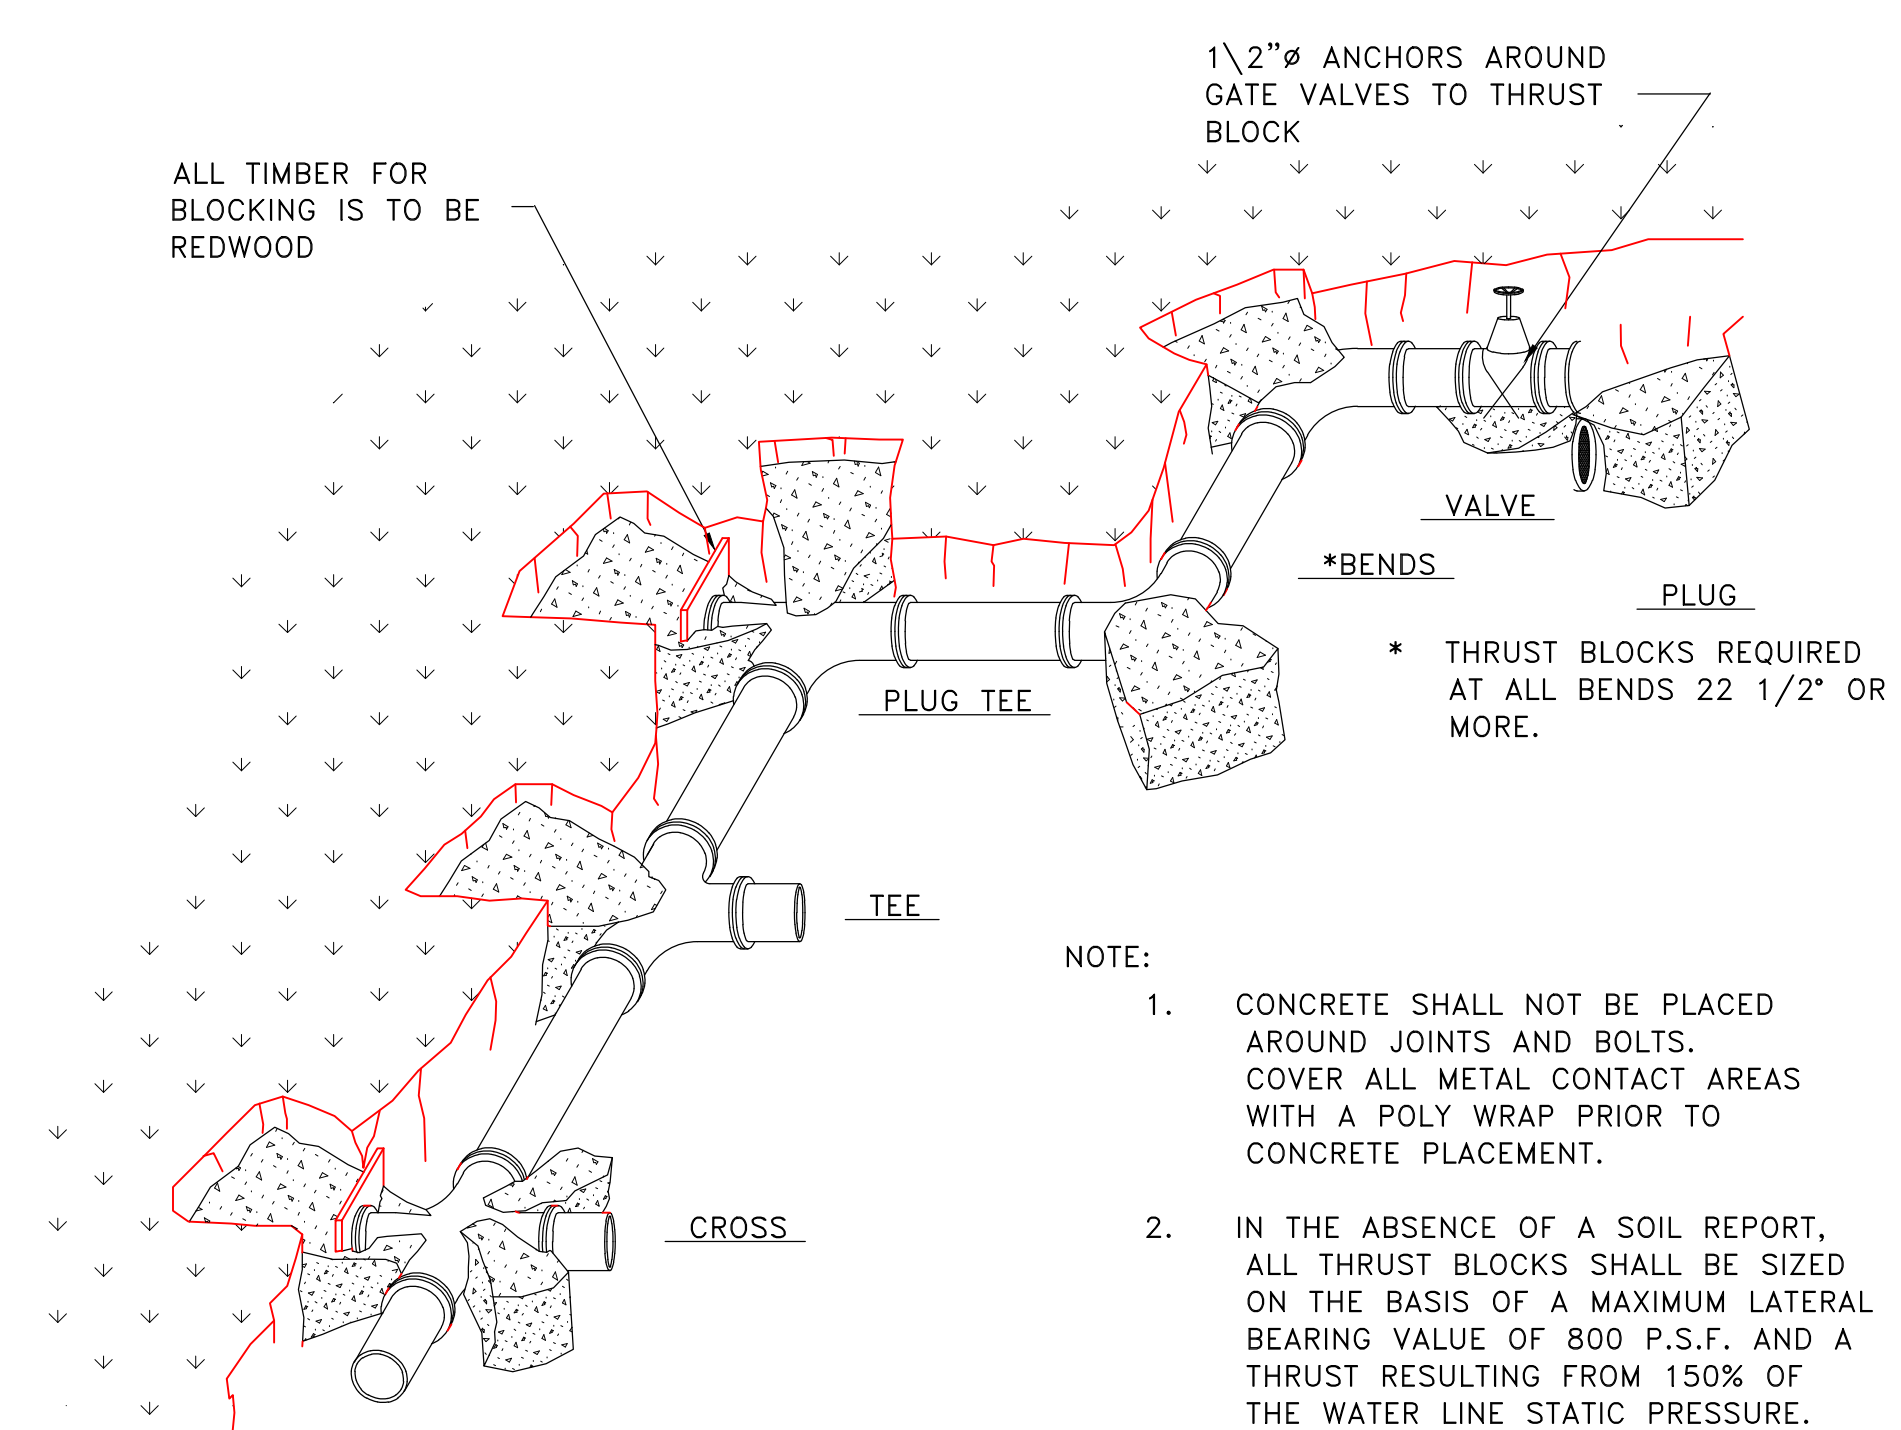 1\2"ø ANCHORS AROUND
GATE VALVES TO THRUST
BLOCK
ALL TIMBER FOR
BLOCKING IS TO BE
REDWOOD
VALVE
*BENDS
PLUG
* THRUST BLOCKS REQUIRED
AT ALL BENDS 22 1/2° OR
MORE.
PLUG TEE
TEE
CROSS
NOTE:
1. CONCRETE SHALL NOT BE PLACED
AROUND JOINTS AND BOLTS.
COVER ALL METAL CONTACT AREAS
WITH A POLY WRAP PRIOR TO
CONCRETE PLACEMENT.
2. IN THE ABSENCE OF A SOIL REPORT,
ALL THRUST BLOCKS SHALL BE SIZED
ON THE BASIS OF A MAXIMUM LATERAL
BEARING VALUE OF 800 P.S.F. AND A
THRUST RESULTING FROM 150% OF
THE WATER LINE STATIC PRESSURE.